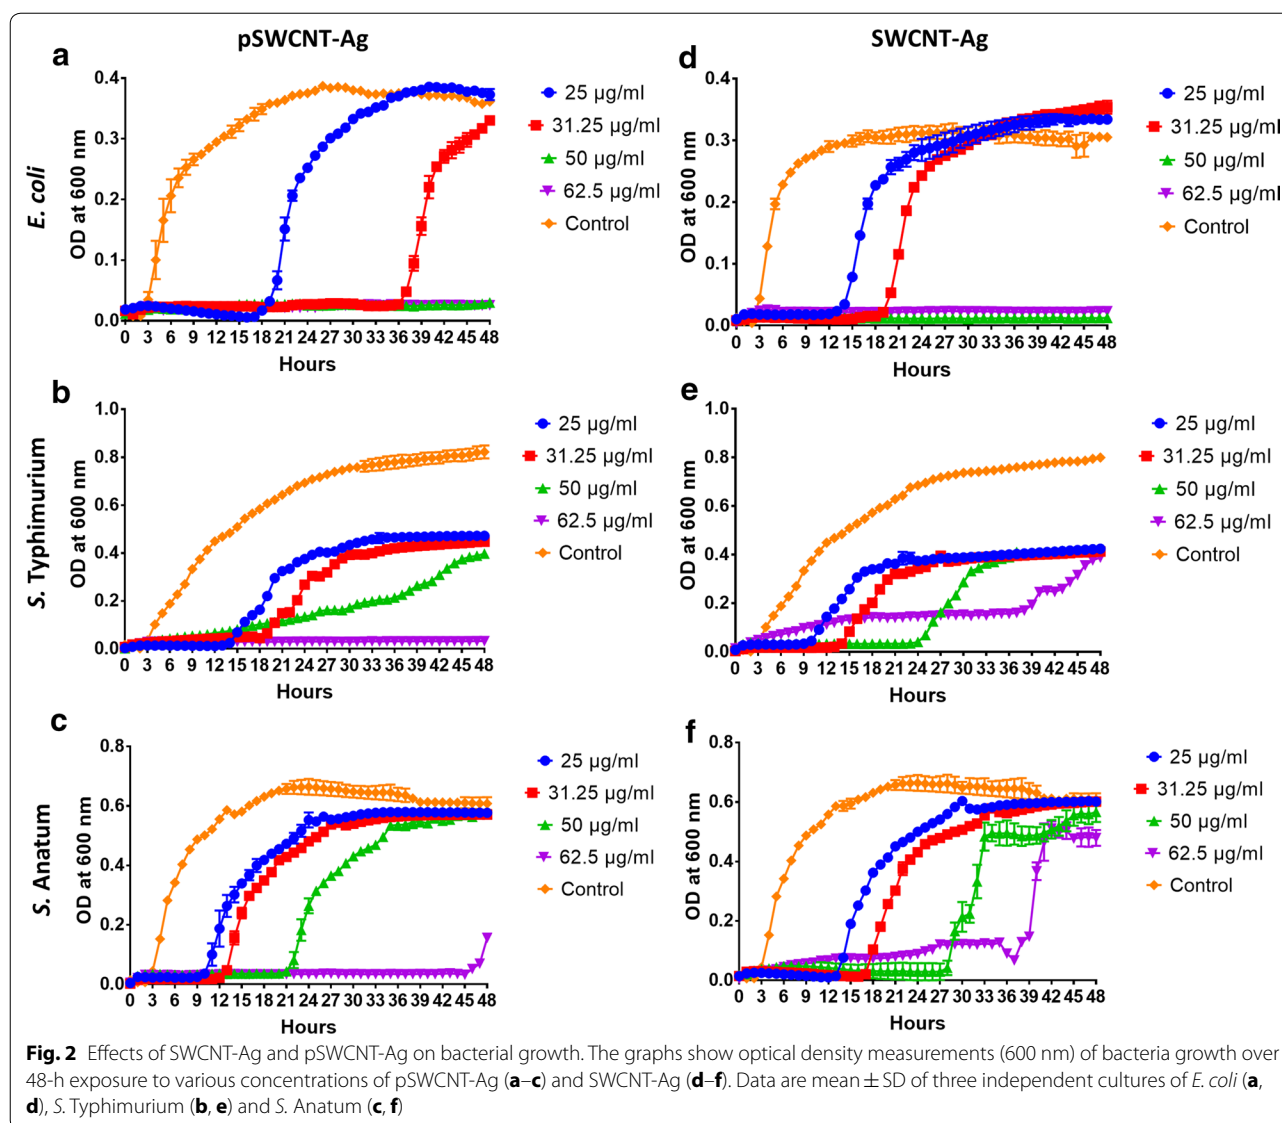 pSWCNT-Ag
SWCNT-Ag
a
E. coli
OD at 600 nm
0.4
0.3
0.2
0.1
0.0
0 3 6 9 12 15 18 21 24 27 30 33 36 39 42 45 48
Hours
25 µg/ml
31.25 µg/ml
50 µg/ml
62.5 µg/ml
Control
d
OD at 600 nm
0.4
0.3
0.2
0.1
0.0
0 3 6 9 12 15 18 21 24 27 30 33 36 39 42 45 48
Hours
25 µg/ml
31.25 µg/ml
50 µg/ml
62.5 µg/ml
Control
b
S. Typhimurium
OD at 600 nm
1.0
0.8
0.6
0.4
0.2
0.0
0 3 6 9 12 15 18 21 24 27 30 33 36 39 42 45 48
Hours
25 µg/ml
31.25 µg/ml
50 µg/ml
62.5 µg/ml
Control
e
OD at 600 nm
1.0
0.8
0.6
0.4
0.2
0.0
0 3 6 9 12 15 18 21 24 27 30 33 36 39 42 45 48
Hours
25 µg/ml
31.25 µg/ml
50 µg/ml
62.5 µg/ml
Control
c
S. Anatum
OD at 600 nm
0.8
0.6
0.4
0.2
0.0
0 3 6 9 12 15 18 21 24 27 30 33 36 39 42 45 48
Hours
25 µg/ml
31.25 µg/ml
50 µg/ml
62.5 µg/ml
Control
f
OD at 600 nm
0.8
0.6
0.4
0.2
0.0
0 3 6 9 12 15 18 21 24 27 30 33 36 39 42 45 48
Hours
25 µg/ml
31.25 µg/ml
50 µg/ml
62.5 µg/ml
Control
Fig. 2 Effects of SWCNT-Ag and pSWCNT-Ag on bacterial growth. The graphs show optical density measurements (600 nm) of bacteria growth over
48-h exposure to various concentrations of pSWCNT-Ag (a–c) and SWCNT-Ag (d–f). Data are mean ± SD of three independent cultures of E. coli (a,
d), S. Typhimurium (b, e) and S. Anatum (c, f)